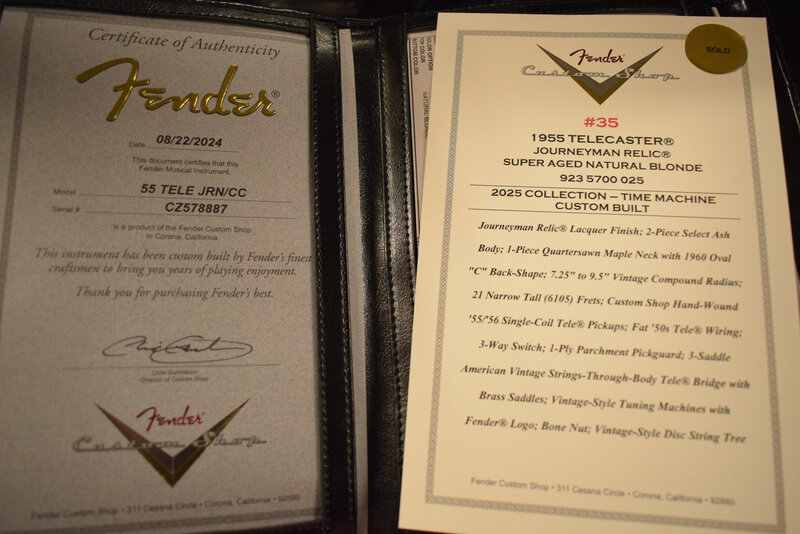 Certificate of Authenticity
Fender®
Date 08/22/2024
This document certifies that this
Fender Musical Instrument.
Model 55 TELE JRN/CC
Serial # CZ578887
is a product of the Fender Custom Shop
in Corona, California.
This instrument has been custom built by Fender's finest
craftsmen to bring you years of playing enjoyment.
Thank you for purchasing Fender's best.
Director of Custom Shop
Fender®
Custom Shop
Fender Custom Shop • 311 Cessna Circle • Corona, California • 92880
COLOR OPTION
TOP COLOR
BOTTOM COLOR
NATURAL BLONDE
Fender®
Custom Shop
SOLD
#35
1955 TELECASTER®
JOURNEYMAN RELIC®
SUPER AGED NATURAL BLONDE
923 5700 025
2025 COLLECTION – TIME MACHINE
CUSTOM BUILT
Journeyman Relic® Lacquer Finish; 2-Piece Select Ash
Body; 1-Piece Quartersawn Maple Neck with 1960 Oval
"C" Back-Shape; 7.25" to 9.5" Vintage Compound Radius;
21 Narrow Tall (6105) Frets; Custom Shop Hand-Wound
'55/'56 Single-Coil Tele® Pickups; Fat '50s Tele® Wiring;
3-Way Switch; 1-Ply Parchment Pickguard; 3-Saddle
American Vintage Strings-Through-Body Tele® Bridge with
Brass Saddles; Vintage-Style Tuning Machines with
Fender® Logo; Bone Nut; Vintage-Style Disc String Tree
Fender Custom Shop • 311 Cessna Circle • Corona, California • 92880